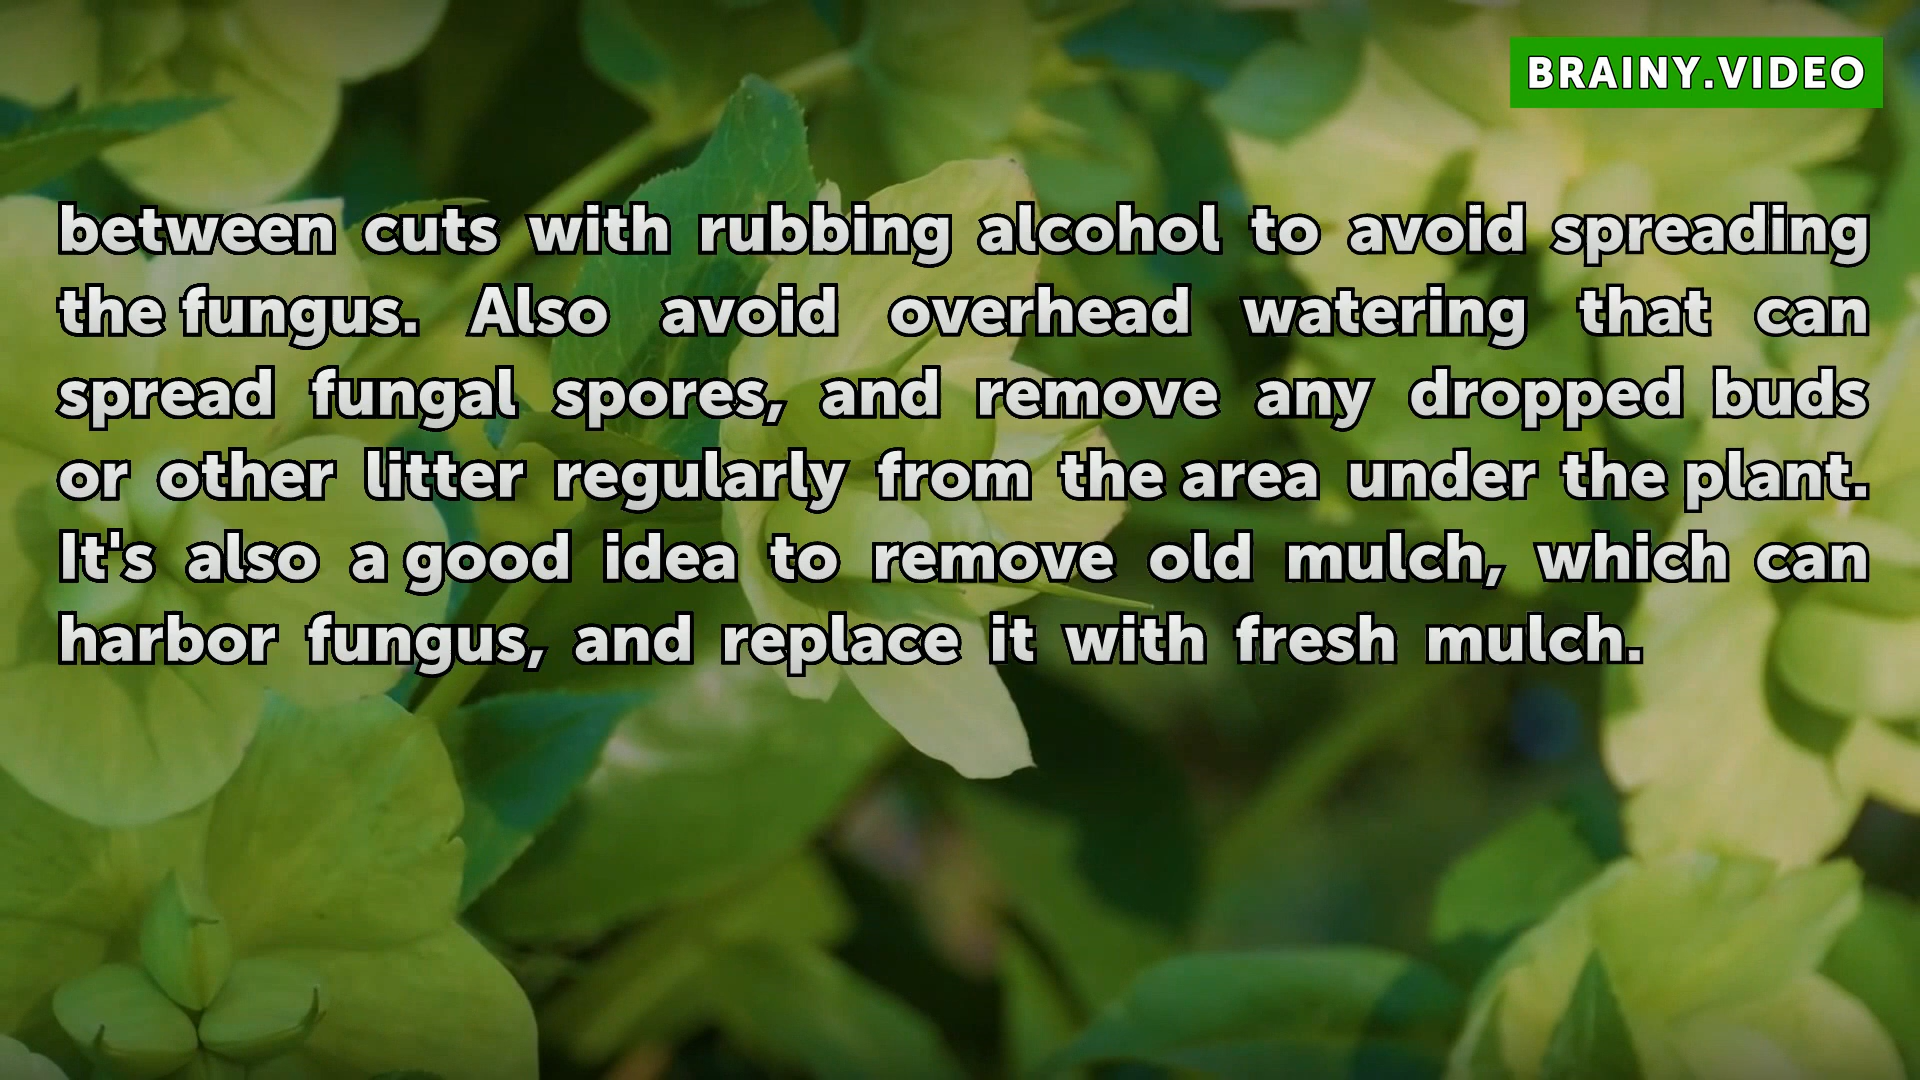 BRAINY.VIDEO
between cuts with rubbing alcohol to avoid spreading
the fungus. Also avoid overhead watering that can
spread fungal spores, and remove any dropped buds
or other litter regularly from the area under the plant.
It's also a good idea to remove old mulch, which can
harbor fungus, and replace it with fresh mulch.